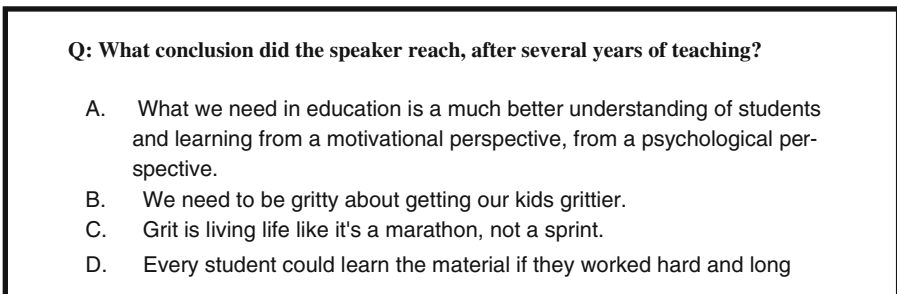 Q: What conclusion did the speaker reach, after several years of teaching?
A. What we need in education is a much better understanding of students
and learning from a motivational perspective, from a psychological per-
spective.
B. We need to be gritty about getting our kids grittier.
C. Grit is living life like it's a marathon, not a sprint.
D. Every student could learn the material if they worked hard and long